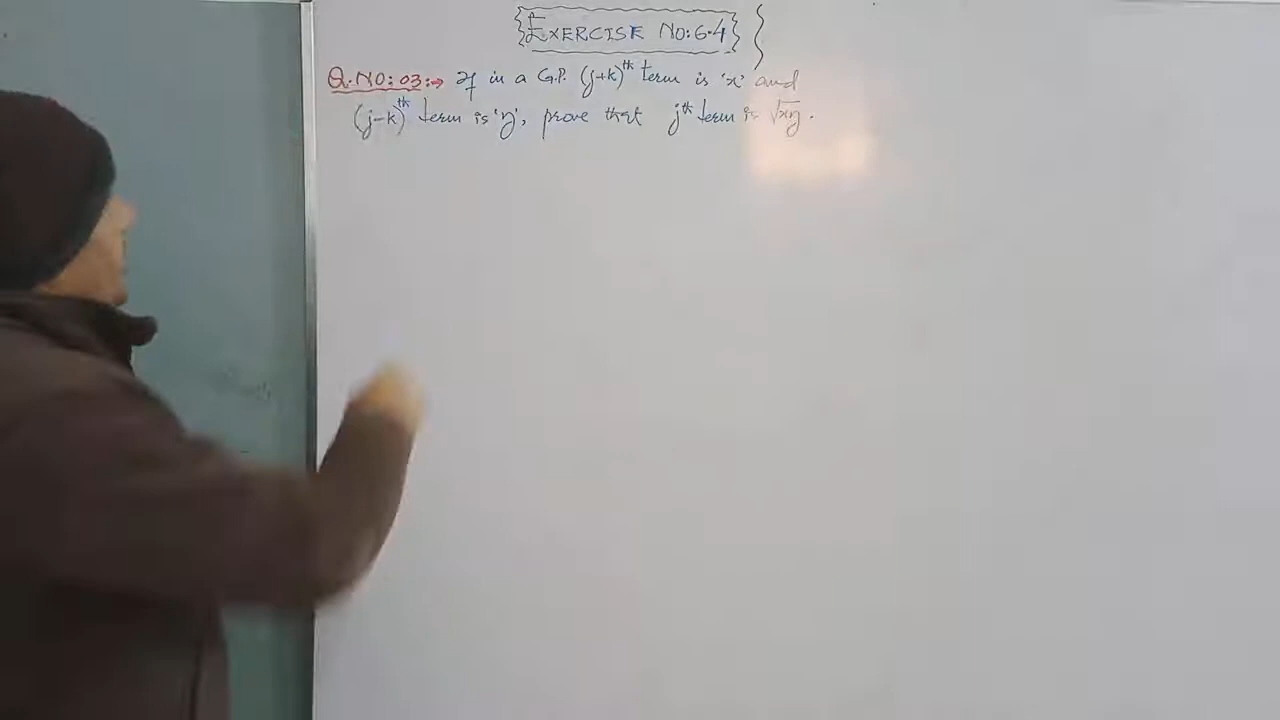 EXERCISE NO: 6.4
Q.NO: 03:→ If in a G.P. (j+k)th term is 'x' and
(j-k)th term is 'y', prove that jth term is √xy.